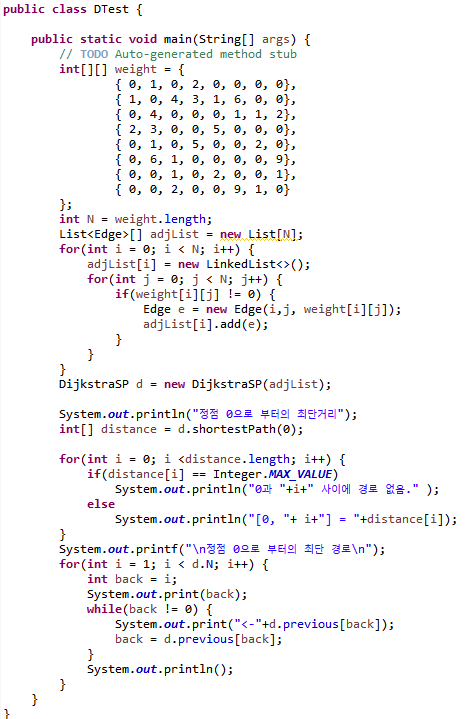 public class DTest {
public static void main(String[] args) {
// TODO Auto-generated method stub
int[][] weight = {
{ 0, 1, 0, 2, 0, 0, 0, 0},
{ 1, 0, 4, 3, 1, 6, 0, 0},
{ 0, 4, 0, 0, 0, 1, 1, 2},
{ 2, 3, 0, 0, 5, 0, 0, 0},
{ 0, 1, 0, 5, 0, 0, 2, 0},
{ 0, 6, 1, 0, 0, 0, 0, 9},
{ 0, 0, 1, 0, 2, 0, 0, 1},
{ 0, 0, 2, 0, 0, 9, 1, 0}
};
int N = weight.length;
List<Edge>[] adjList = new List[N];
for(int i = 0; i < N; i++) {
adjList[i] = new LinkedList<>();
for(int j = 0; j < N; j++) {
if(weight[i][j] != 0) {
Edge e = new Edge(i,j, weight[i][j]);
adjList[i].add(e);
}
}
}
DijkstraSP d = new DijkstraSP(adjList);
System.out.println("정점 0으로 부터의 최단거리");
int[] distance = d.shortestPath(0);
for(int i = 0; i <distance.length; i++) {
if(distance[i] == Integer.MAX_VALUE)
System.out.println("0과 "+i+" 사이에 경로 없음." );
else
System.out.println("[0, "+ i+"] = "+distance[i]);
}
System.out.printf("\n정점 0으로 부터의 최단 경로\n");
for(int i = 1; i < d.N; i++) {
int back = i;
System.out.print(back);
while(back != 0) {
System.out.print("<-"+d.previous[back]);
back = d.previous[back];
}
System.out.println();
}
}
}